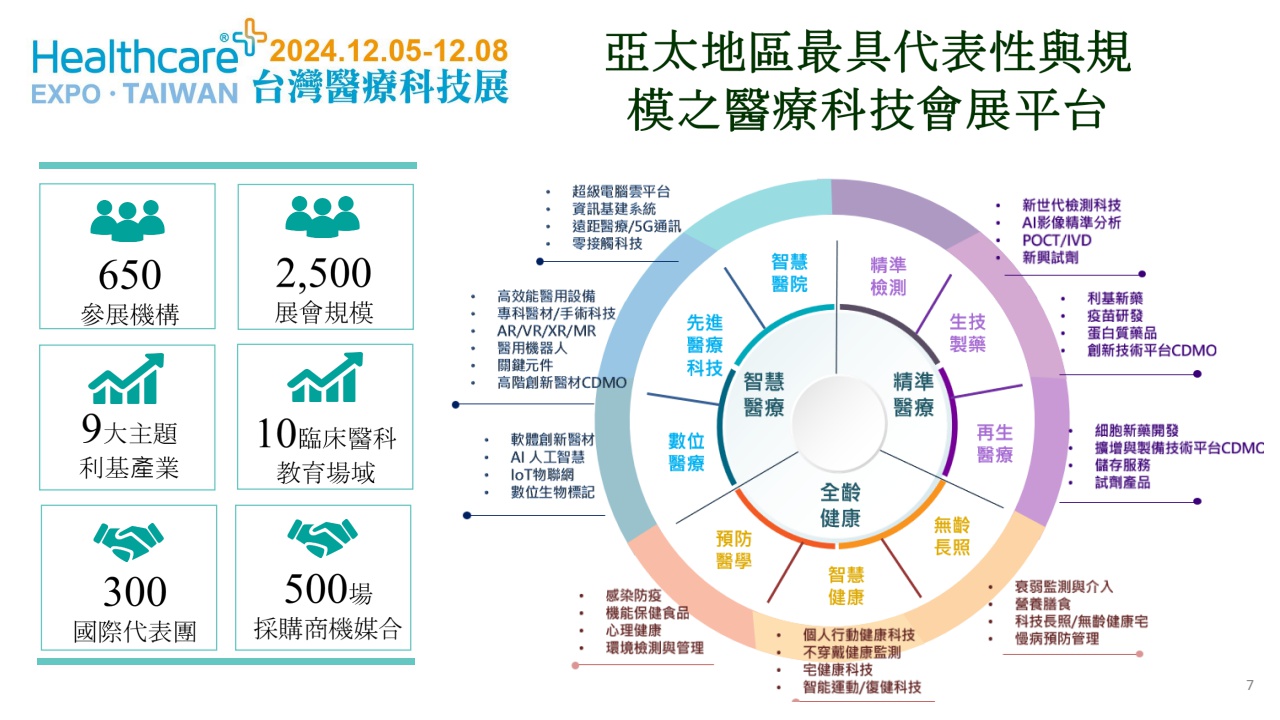 Healthcare®
EXPO · TAIWAN
2024.12.05-12.08
台灣醫療科技展
亞太地區最具代表性與規
模之醫療科技會展平台
650
參展機構
2,500
展會規模
9大主題
利基產業
10臨床醫科
教育場域
300
國際代表團
500場
採購商機媒合
• 超級電腦雲平台
• 資訊基建系統
• 遠距醫療/5G通訊
• 零接觸科技
• 高效能醫用設備
• 專科醫材/手術科技
• AR/VR/XR/MR
• 醫用機器人
• 關鍵元件
• 高階創新醫材CDMO
• 軟體創新醫材
• AI 人工智慧
• IoT物聯網
• 數位生物標記
智慧
醫院
先進
醫療
科技
數位
醫療
智慧
醫療
精準
檢測
生技
製藥
再生
醫療
精準
醫療
全齡
健康
預防
醫學
智慧
健康
無齡
長照
• 新世代檢測科技
• AI影像精準分析
• POCT/IVD
• 新興試劑
• 利基新藥
• 疫苗研發
• 蛋白質藥品
• 創新技術平台CDMO
• 細胞新藥開發
• 擴增與製備技術平台CDMO
• 儲存服務
• 試劑產品
• 感染防疫
• 機能保健食品
• 心理健康
• 環境檢測與管理
• 個人行動健康科技
• 不穿戴健康監測
• 宅健康科技
• 智能運動/復健科技
• 衰弱監測與介入
• 營養膳食
• 科技長照/無齡健康宅
• 慢病預防管理
7